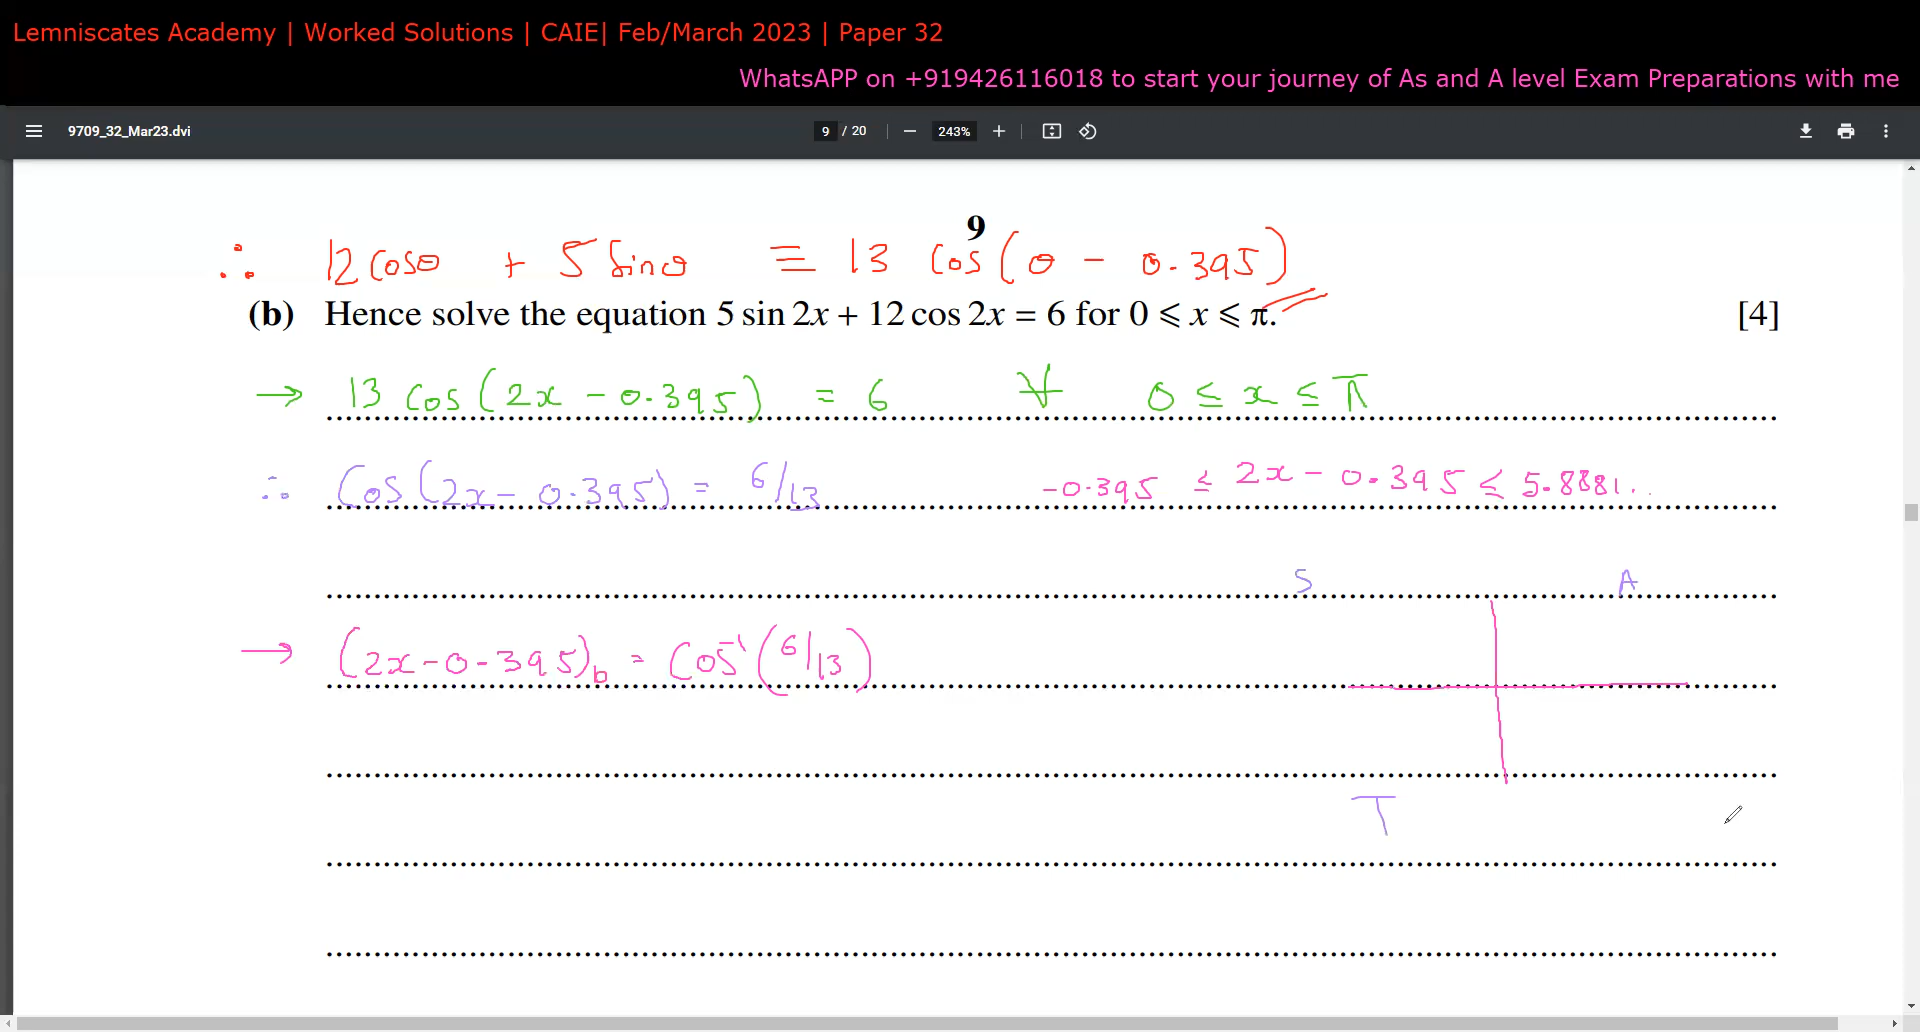 Lemniscates Academy | Worked Solutions | CAIE| Feb/March 2023 | Paper 32
WhatsAPP on +919426116018 to start your journey of As and A level Exam Preparations with me
9709_32_Mar23.dvi
9 / 20
243%
9
∴ 12 Cosθ + 5 Sinθ ≡ 13 Cos(θ - 0.395)
(b) Hence solve the equation 5 sin 2x + 12 cos 2x = 6 for 0 ⩽ x ⩽ π. [4]
→ 13 Cos(2x - 0.395) = 6 ∀ 0 ≤ x ≤ π
∴ Cos(2x - 0.395) = 6/13 -0.395 ≤ 2x - 0.395 ≤ 5.8881..
S A
→ (2x - 0.395)b = Cos⁻¹(6/13)
T